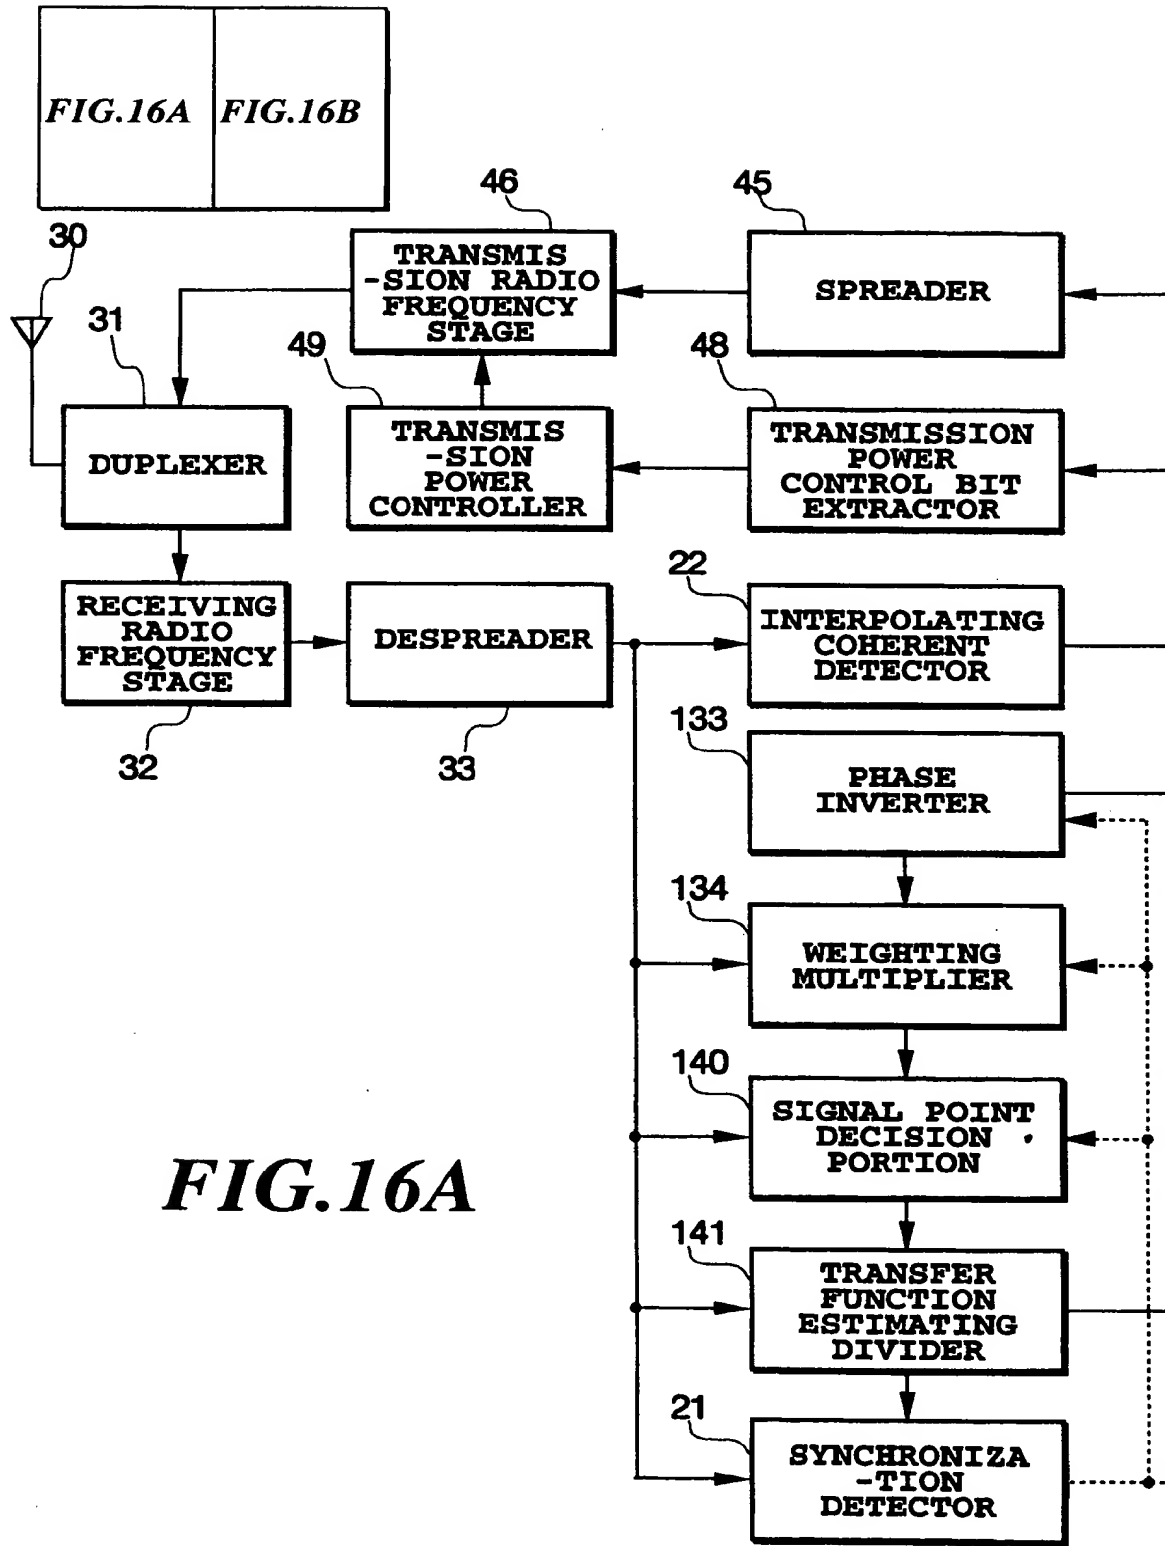 FIG.16A FIG.16B
30
46
TRANSMIS
-SION RADIO
FREQUENCY
STAGE
45
SPREADER
31
DUPLEXER
49
TRANSMIS
-SION
POWER
CONTROLLER
48
TRANSMISSION
POWER
CONTROL BIT
EXTRACTOR
RECEIVING
RADIO
FREQUENCY
STAGE
32
DESPREADER
33
22
INTERPOLATING
COHERENT
DETECTOR
133
PHASE
INVERTER
134
WEIGHTING
MULTIPLIER
140
SIGNAL POINT
DECISION
PORTION
141
TRANSFER
FUNCTION
ESTIMATING
DIVIDER
21
SYNCHRONIZA
-TION
DETECTOR
FIG.16A